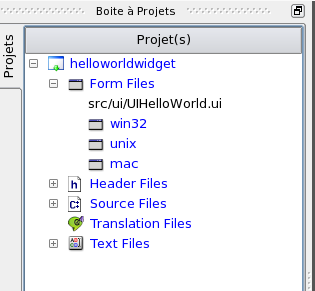 Boite à Projets
Projets
Projet(s)
helloworldwidget
Form Files
src/ui/UIHelloWorld.ui
win32
unix
mac
Header Files
Source Files
Translation Files
Text Files